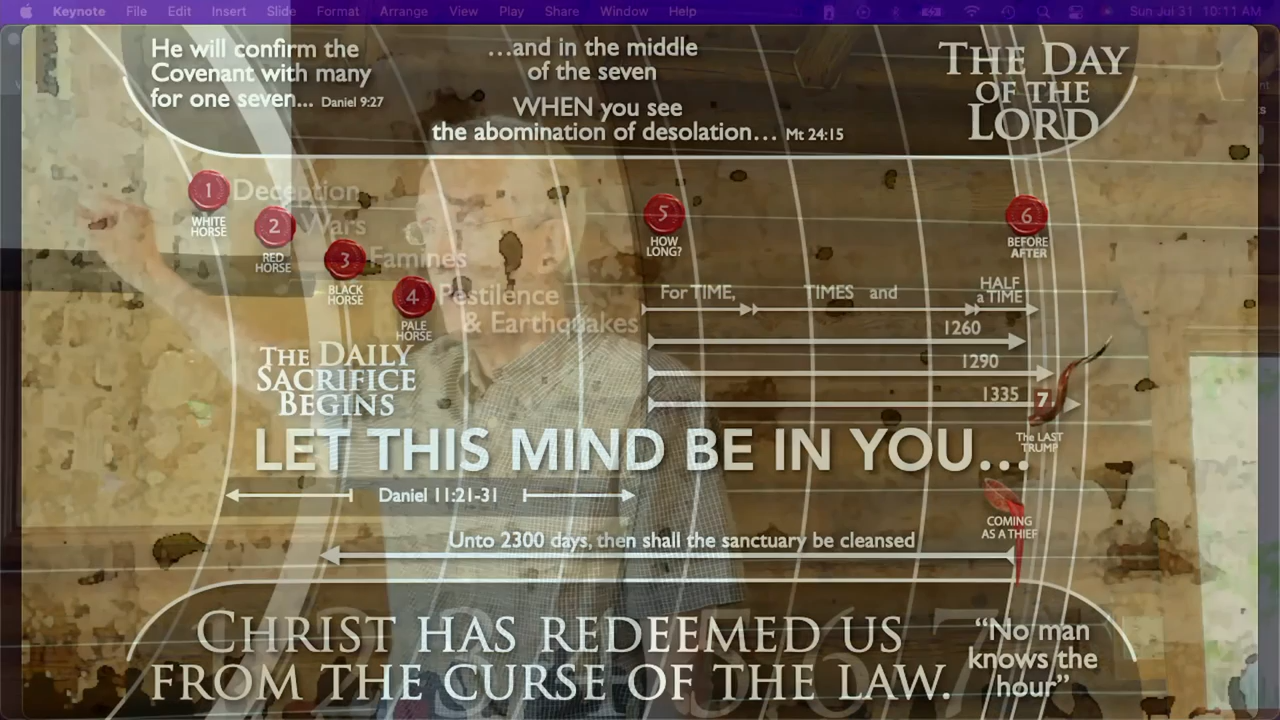 Keynote File Edit Insert Slide Format Arrange View Play Share Window Help Sun Jul 31 10:11 AM
He will confirm the
Covenant with many
for one seven... Daniel 9:27
…and in the middle
of the seven
WHEN you see
the abomination of desolation… Mt 24:15
THE DAY
OF THE
LORD
1 Deception
WHITE
HORSE
2 Wars
RED
HORSE
3 Famines
BLACK
HORSE
4 Pestilence
& Earthquakes
PALE
HORSE
5
HOW
LONG?
6
BEFORE
AFTER
For TIME, TIMES and HALF
a TIME
1260
1290
1335 7
The LAST
TRUMP
THE DAILY
SACRIFICE
BEGINS
LET THIS MIND BE IN YOU…
Daniel 11:21-31
COMING
AS A THIEF
Unto 2300 days, then shall the sanctuary be cleansed
CHRIST HAS REDEEMED US
FROM THE CURSE OF THE LAW.
“No man
knows the
hour”